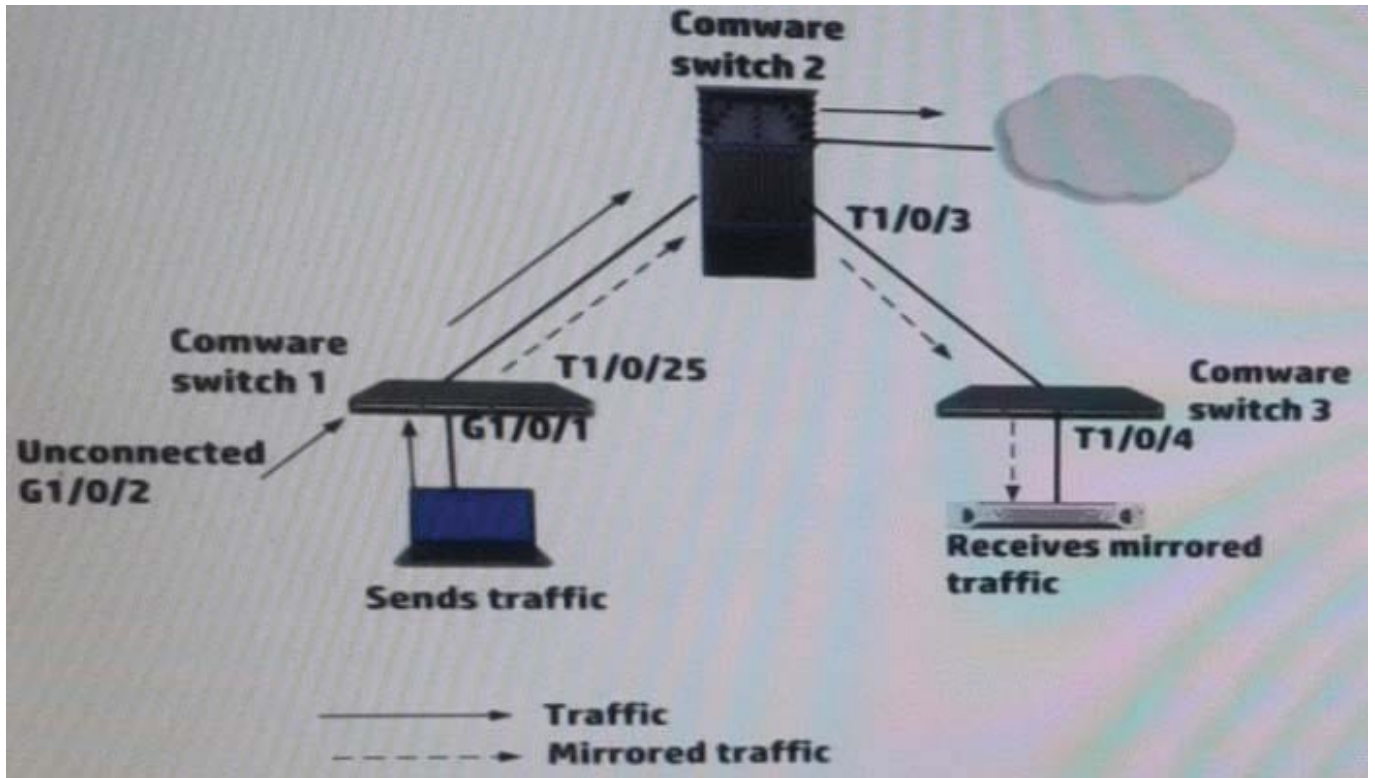 Comware
switch 2
T1/0/3
Comware
switch 1
T1/0/25
Comware
switch 3
G1/0/1
T1/0/4
Unconnected
G1/0/2
Receives mirrored
traffic
Sends traffic
Traffic
Mirrored traffic